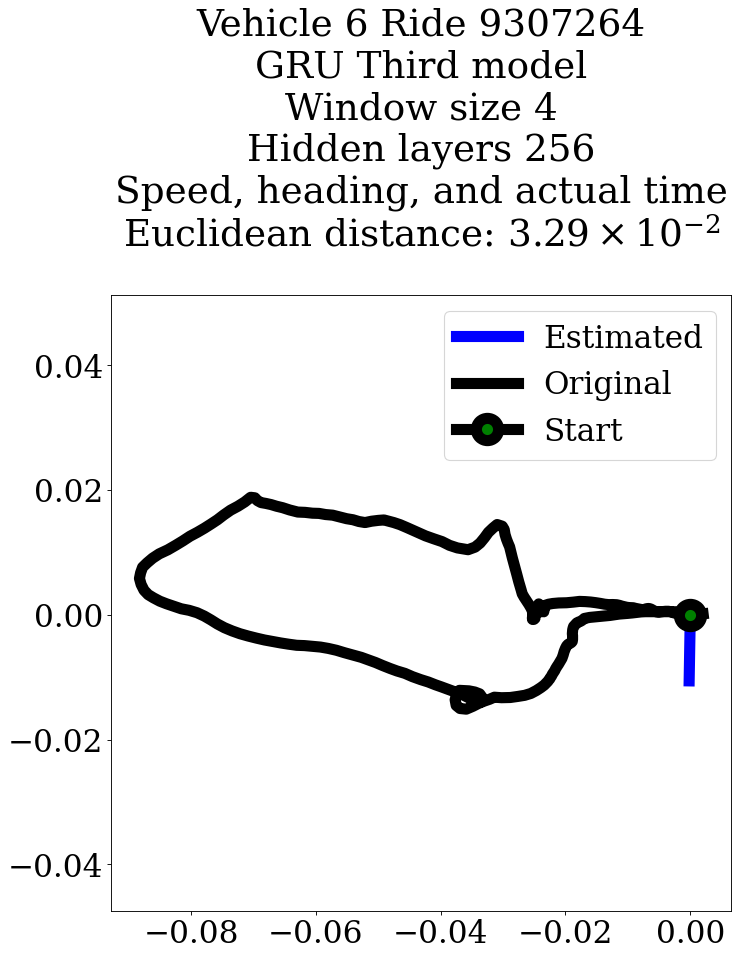 Vehicle 6 Ride 9307264
GRU Third model
Window size 4
Hidden layers 256
Speed, heading, and actual time
Euclidean distance: 3.29 × 10⁻²
Estimated
Original
Start
0.04
0.02
0.00
−0.02
−0.04
−0.08 −0.06 −0.04 −0.02 0.00